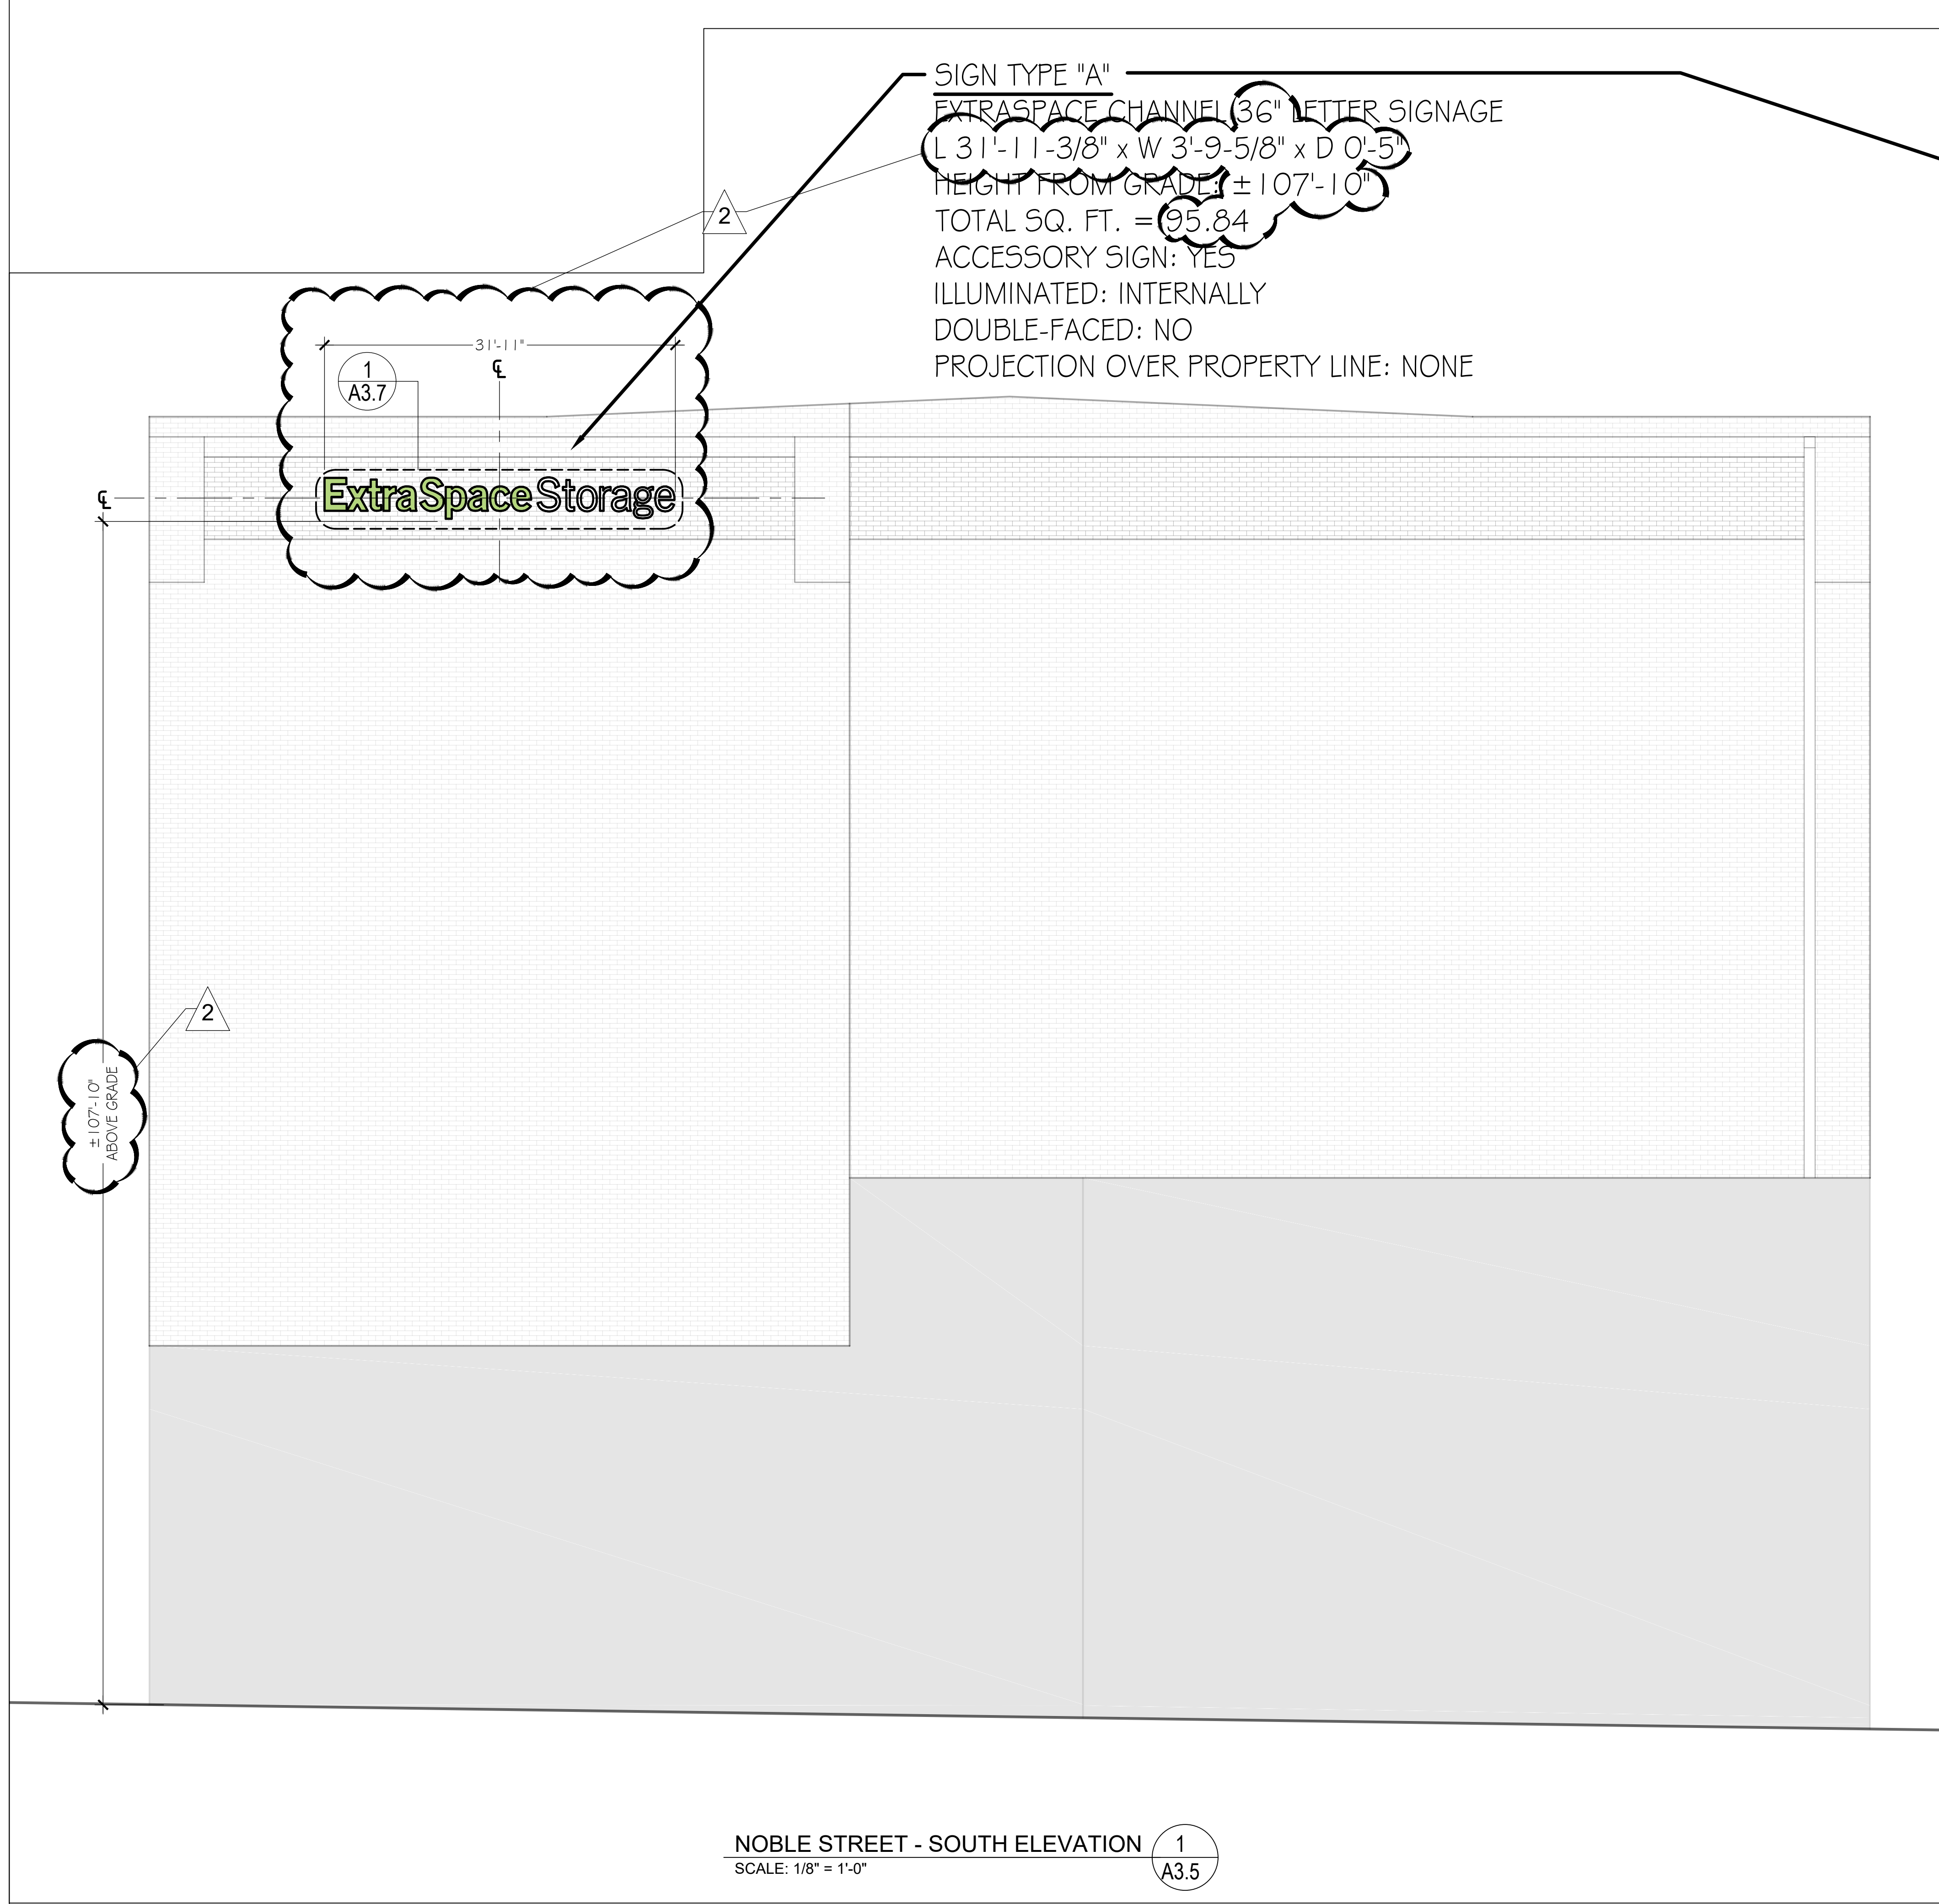 SIGN TYPE "A"
EXTRASPACE CHANNEL 36" LETTER SIGNAGE
L 31'-11-3/8" x W 3'-9-5/8" x D 0'-5"
HEIGHT FROM GRADE: ±107'-10"
TOTAL SQ. FT. = 95.84
ACCESSORY SIGN: YES
ILLUMINATED: INTERNALLY
DOUBLE-FACED: NO
PROJECTION OVER PROPERTY LINE: NONE
2
31'-11"
℄
1
A3.7
℄
ExtraSpace Storage
2
±107'-10"
ABOVE GRADE
NOBLE STREET - SOUTH ELEVATION
SCALE: 1/8" = 1'-0"
1
A3.5